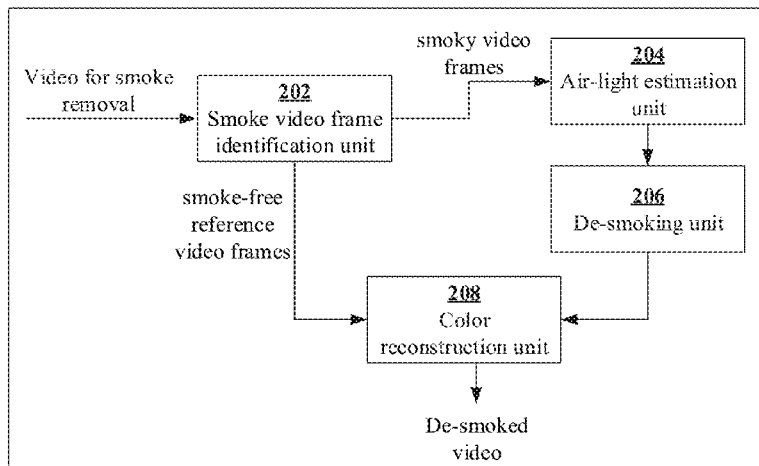 Video for smoke
removal
202
Smoke video frame
identification unit
smoky video
frames
204
Air-light estimation
unit
206
De-smoking unit
smoke-free
reference
video frames
208
Color
reconstruction unit
De-smoked
video